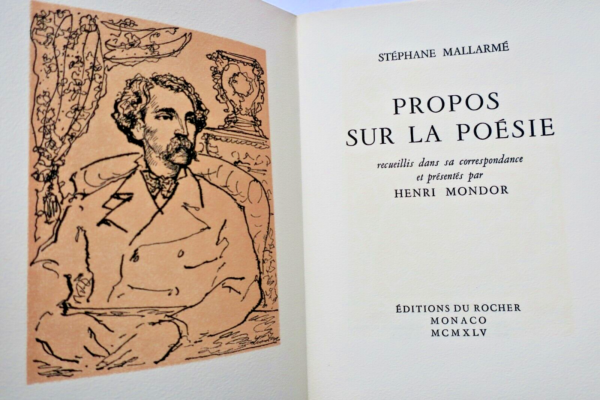 STÉPHANE MALLARMÉ
PROPOS
SUR LA POÉSIE
recueillis dans sa correspondance
et présentés par
HENRI MONDOR
ÉDITIONS DU ROCHER
MONACO
MCMXLV